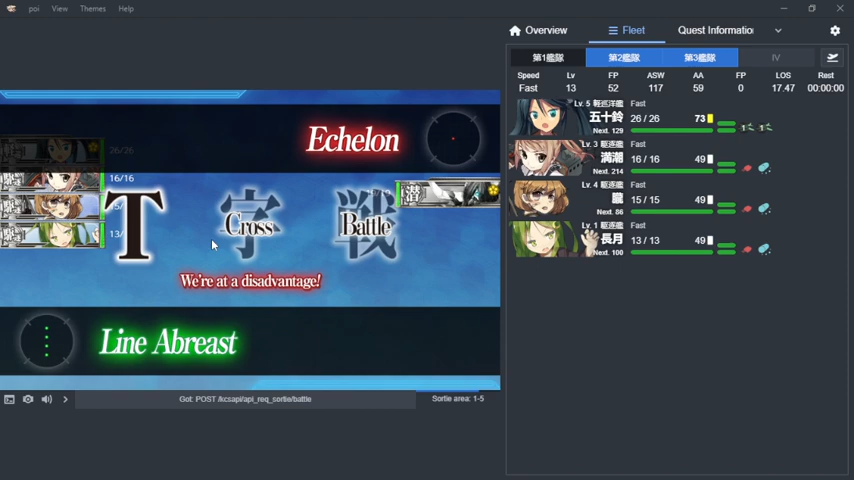 poi View Themes Help
Overview Fleet Quest Informatio
第1艦隊 第2艦隊 第3艦隊 IV
Speed Lv FP ASW AA FP LOS Rest
Fast 13 52 117 59 0 17.47 00:00:00
Lv. 5 軽巡洋艦 Fast
五十鈴 26 / 26 73
Next. 129
Lv. 3 駆逐艦 Fast
満潮 16 / 16 49
Next. 214
Lv. 4 駆逐艦 Fast
朧 15 / 15 49
Next. 86
Lv. 1 駆逐艦 Fast
長月 13 / 13 49
Next. 100
Echelon
26/26
16/16
15/
13/
潜
T字戦
Cross Battle
We're at a disadvantage!
Line Abreast
Got: POST /kcsapi/api_req_sortie/battle
Sortie area: 1-5